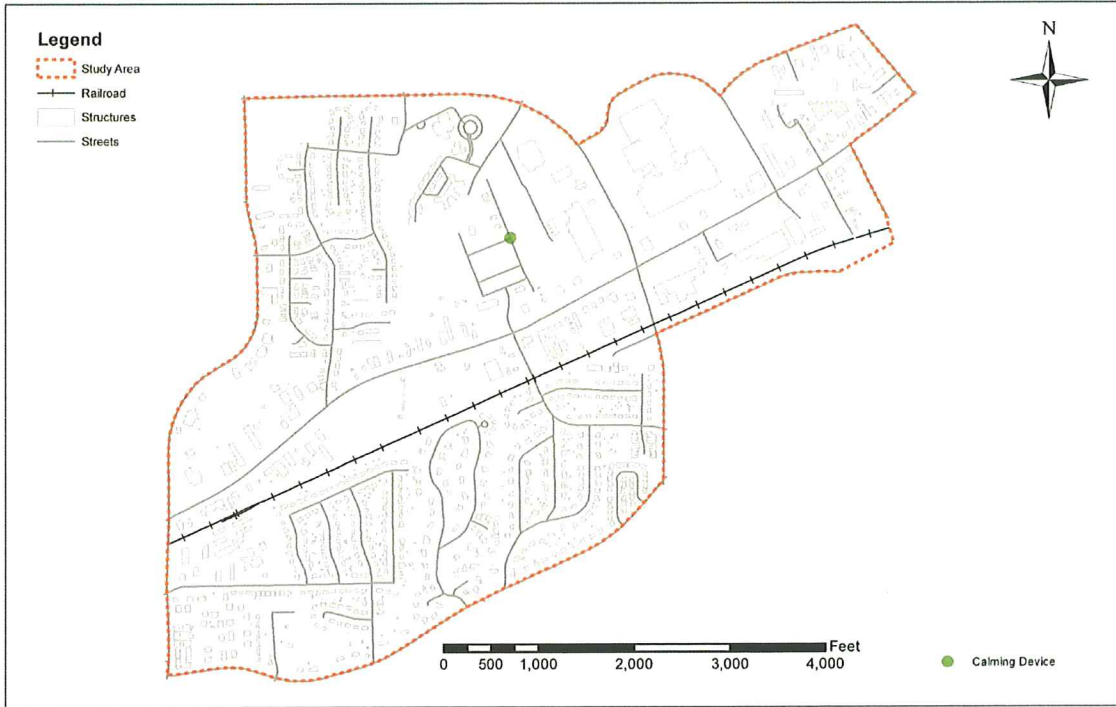 Legend
Study Area
Railroad
Structures
Streets
N
Feet
0 500 1,000 2,000 3,000 4,000
Calming Device